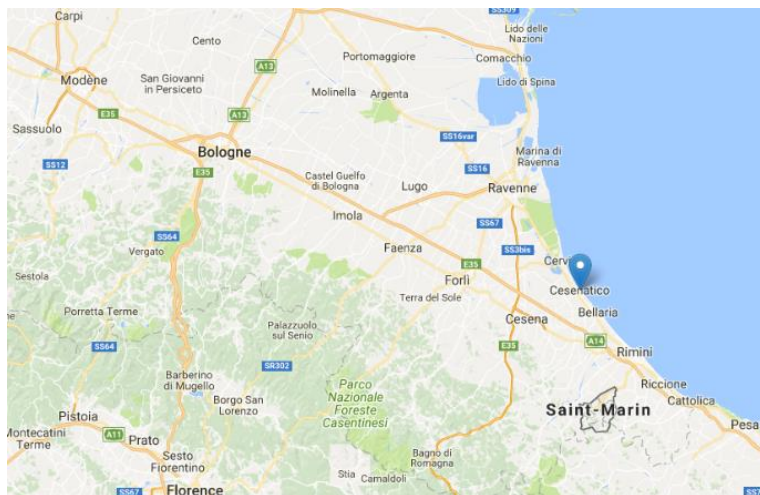 SS309
Carpi
Lido delle
Nazioni
Cento
Portomaggiore
Comacchio
A13
Modène
San Giovanni
in Persiceto
Lido di Spina
Molinella
Argenta
E35
A13
Sassuolo
SS16var
Marina di
Ravenna
Bologne
SS12
E35
SS16
Castel Guelfo
di Bologna
Lugo
Ravenne
Imola
SS67
SS64
Vergato
Faenza
SS3bis
Cerv
E35
Sestola
Forlì
Cesenatico
Terra del Sole
Porretta Terme
Bellaria
Palazzuolo
sul Senio
Cesena
SS64
E35
A14
Rimini
SR302
Barberino
di Mugello
Parco
Nazionale
Foreste
Casentinesi
Riccione
Borgo San
Lorenzo
Cattolica
Saint-Marin
Pistoia
Pesa
Montecatini
Terme
A11
Prato
Sesto
Fiorentino
Bagno di
Romagna
Stia
Camaldoli
SS67
Florence